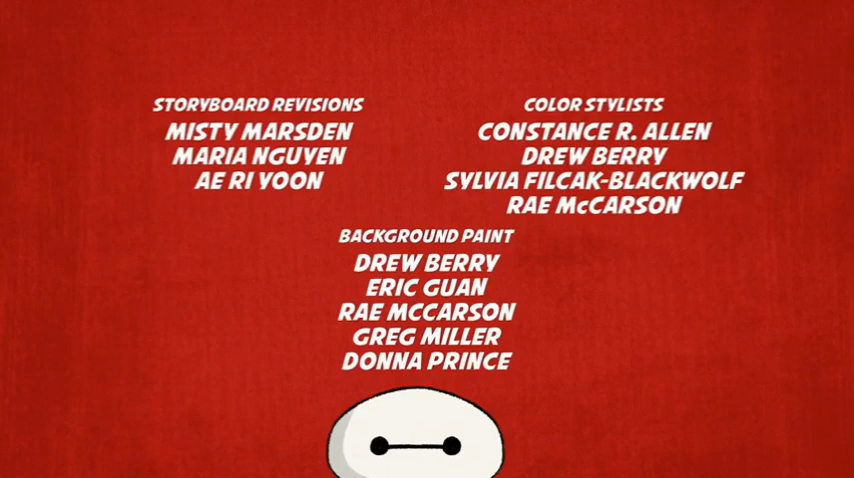 STORYBOARD REVISIONS
MISTY MARSDEN
MARIA NGUYEN
AE RI YOON
COLOR STYLISTS
CONSTANCE R. ALLEN
DREW BERRY
SYLVIA FILCAK-BLACKWOLF
RAE McCARSON
BACKGROUND PAINT
DREW BERRY
ERIC GUAN
RAE MCCARSON
GREG MILLER
DONNA PRINCE